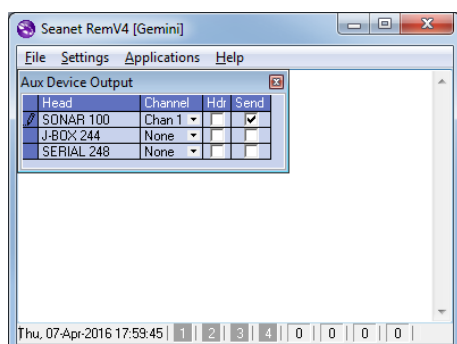 Seanet RemV4 [Gemini]
File Settings Applications Help
Aux Device Output
Head Channel Hdr Send
SONAR 100 Chan 1
J-BOX 244 None
SERIAL 248 None
Thu, 07-Apr-2016 17:59:45 1 2 3 4 0 0 0 0